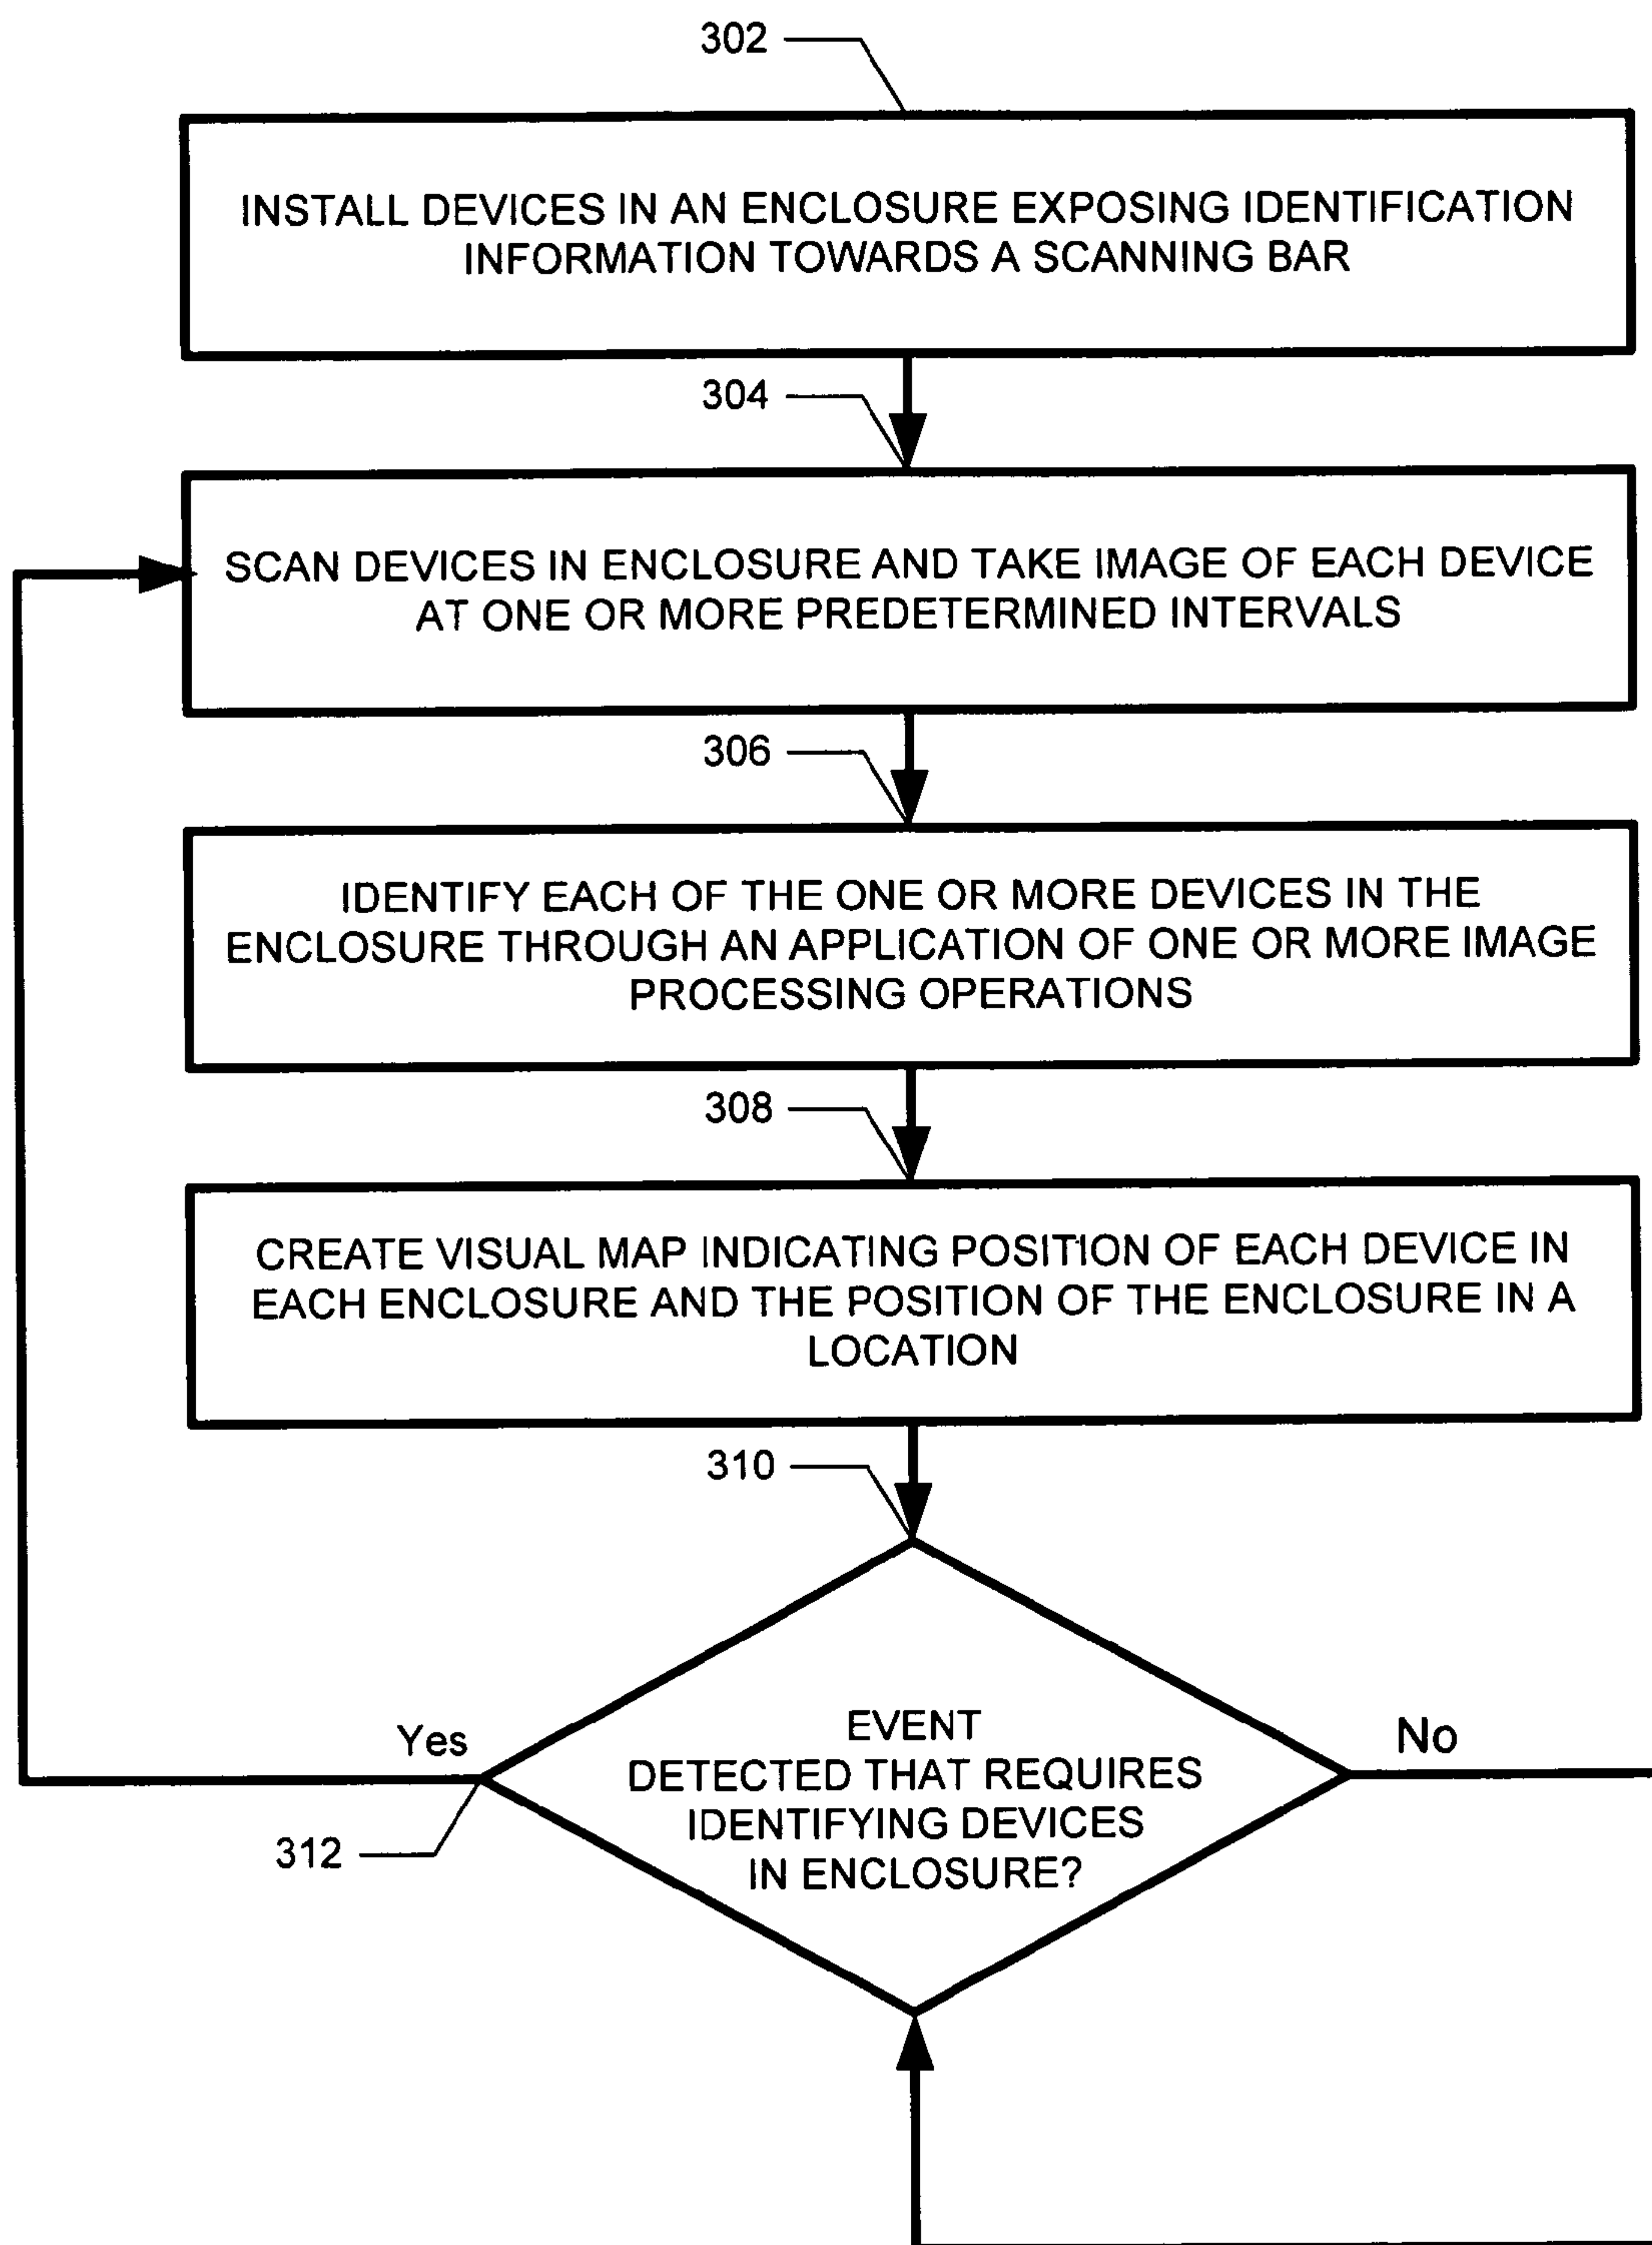 302
INSTALL DEVICES IN AN ENCLOSURE EXPOSING IDENTIFICATION
INFORMATION TOWARDS A SCANNING BAR
304
SCAN DEVICES IN ENCLOSURE AND TAKE IMAGE OF EACH DEVICE
AT ONE OR MORE PREDETERMINED INTERVALS
306
IDENTIFY EACH OF THE ONE OR MORE DEVICES IN THE
ENCLOSURE THROUGH AN APPLICATION OF ONE OR MORE IMAGE
PROCESSING OPERATIONS
308
CREATE VISUAL MAP INDICATING POSITION OF EACH DEVICE IN
EACH ENCLOSURE AND THE POSITION OF THE ENCLOSURE IN A
LOCATION
310
EVENT
DETECTED THAT REQUIRES
IDENTIFYING DEVICES
IN ENCLOSURE?
Yes
No
312